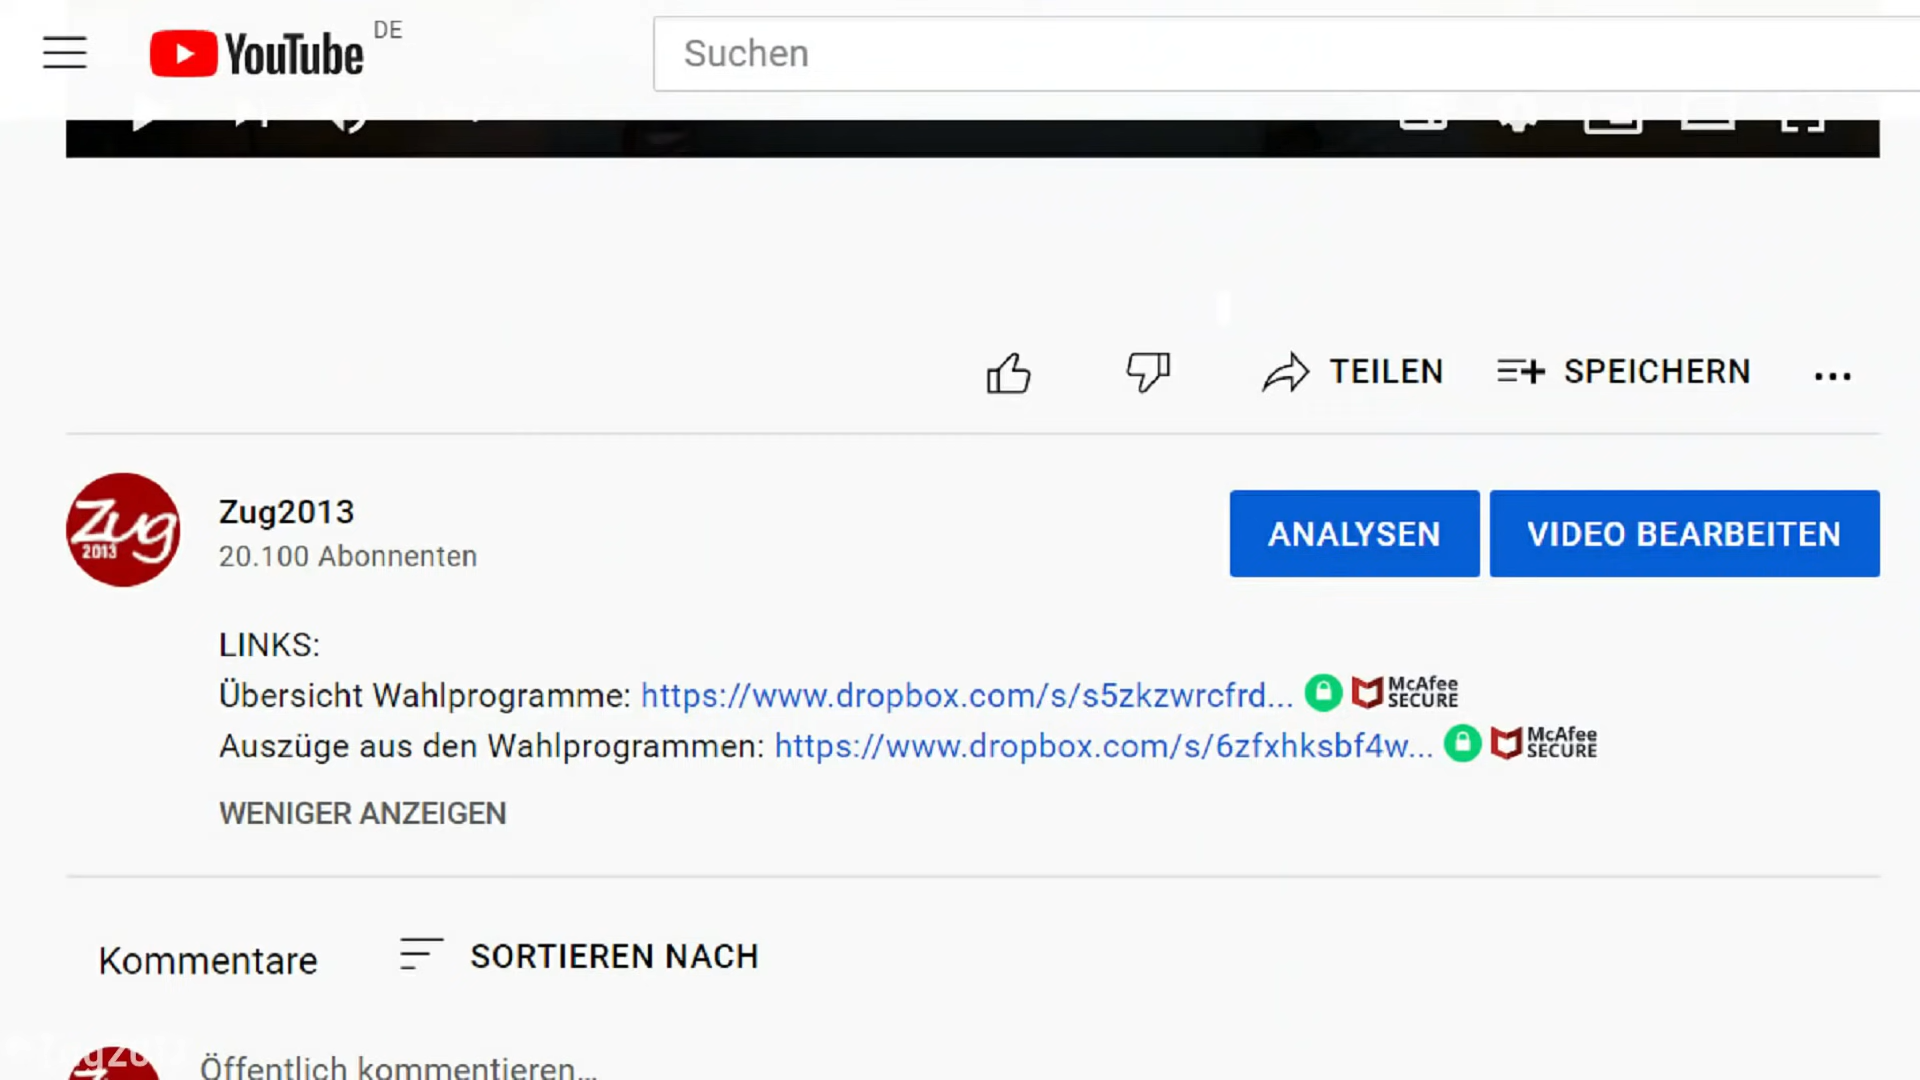 YouTube DE
Suchen
TEILEN
SPEICHERN
Zug
2013
Zug2013
20.100 Abonnenten
ANALYSEN
VIDEO BEARBEITEN
LINKS:
Übersicht Wahlprogramme: https://www.dropbox.com/s/s5zkzwrcfrd... McAfee SECURE
Auszüge aus den Wahlprogrammen: https://www.dropbox.com/s/6zfxhksbf4w... McAfee SECURE
WENIGER ANZEIGEN
Kommentare
SORTIEREN NACH
Öffentlich kommentieren...